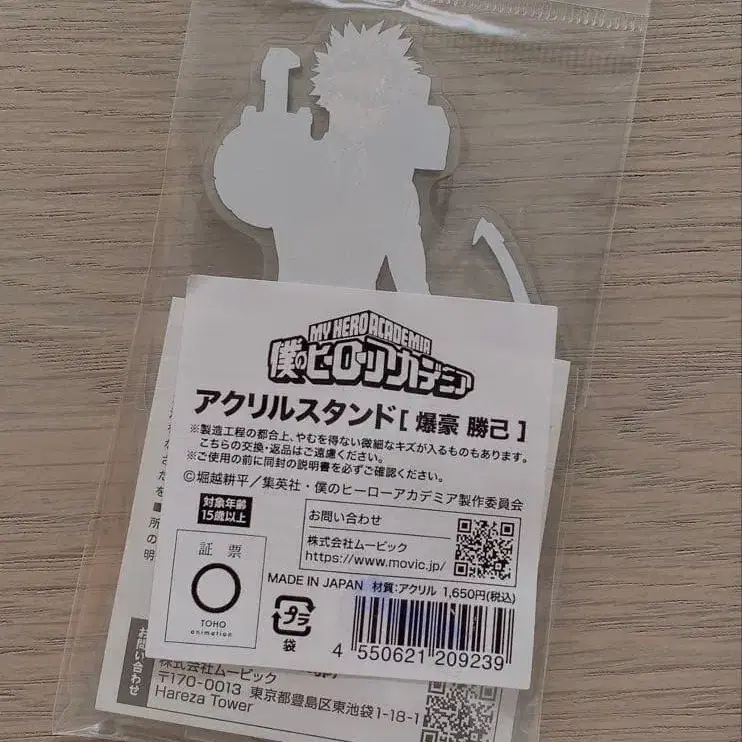 MY HERO ACADEMIA
僕のヒーローアカデミア
アクリルスタンド[ 爆豪 勝己 ]
※製造工程の都合上、やむを得ない微細なキズが入るものもあります。
こちらの交換・返品はご遠慮ください。
※ご使用の前に同封の説明書を必ずご確認ください。
©堀越耕平／集英社・僕のヒーローアカデミア製作委員会
対象年齢
15歳以上
お問い合わせ
株式会社ムービック
https://www.movic.jp/
証票
TOHO
animation
MADE IN JAPAN 材質：アクリル 1,650円(税込)
プラ
袋
4 550621 209239
お問い合わせ
株式会社ムービック
〒170-0013 東京都豊島区東池袋1-18-1
Hareza Tower